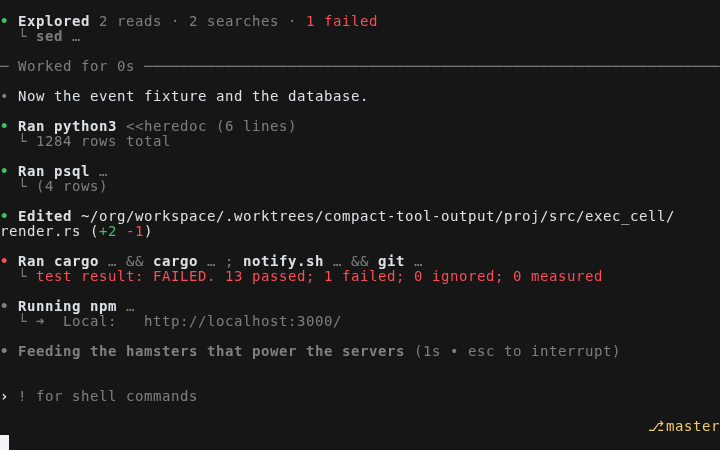 • Explored 2 reads · 2 searches · 1 failed
└ sed …
─ Worked for 0s ─
• Now the event fixture and the database.
• Ran python3 <<heredoc (6 lines)
└ 1284 rows total
• Ran psql …
└ (4 rows)
• Edited ~/org/workspace/.worktrees/compact-tool-output/proj/src/exec_cell/
render.rs (+2 -1)
• Ran cargo … && cargo … ; notify.sh … && git …
└ test result: FAILED. 13 passed; 1 failed; 0 ignored; 0 measured
• Running npm …
└ ➜  Local:   http://localhost:3000/
• Feeding the hamsters that power the servers (1s • esc to interrupt)
› ! for shell commands
⎇master